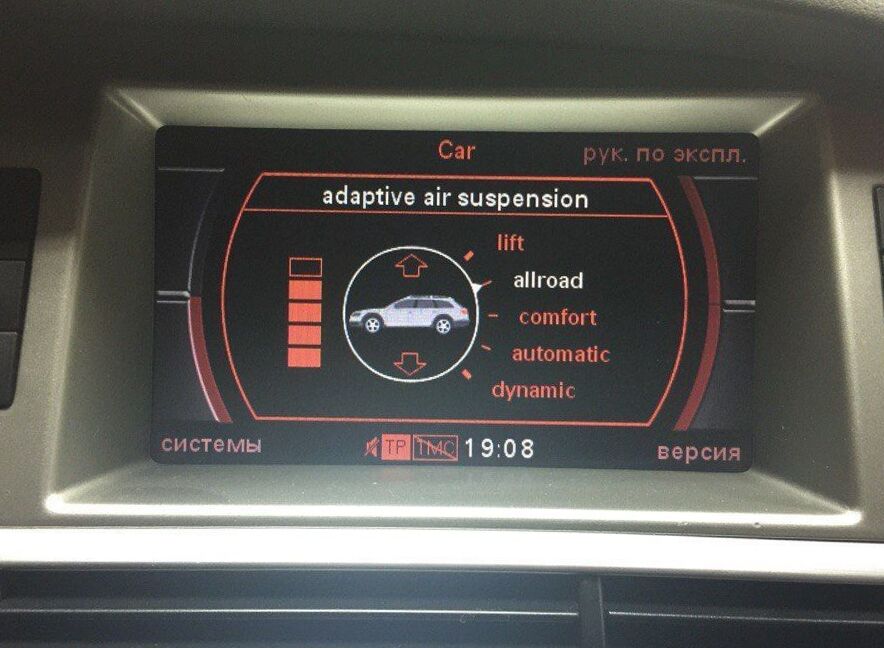 Car
рук. по экспл.
adaptive air suspension
lift
allroad
comfort
automatic
dynamic
системы
TP TMC 19:08
версия